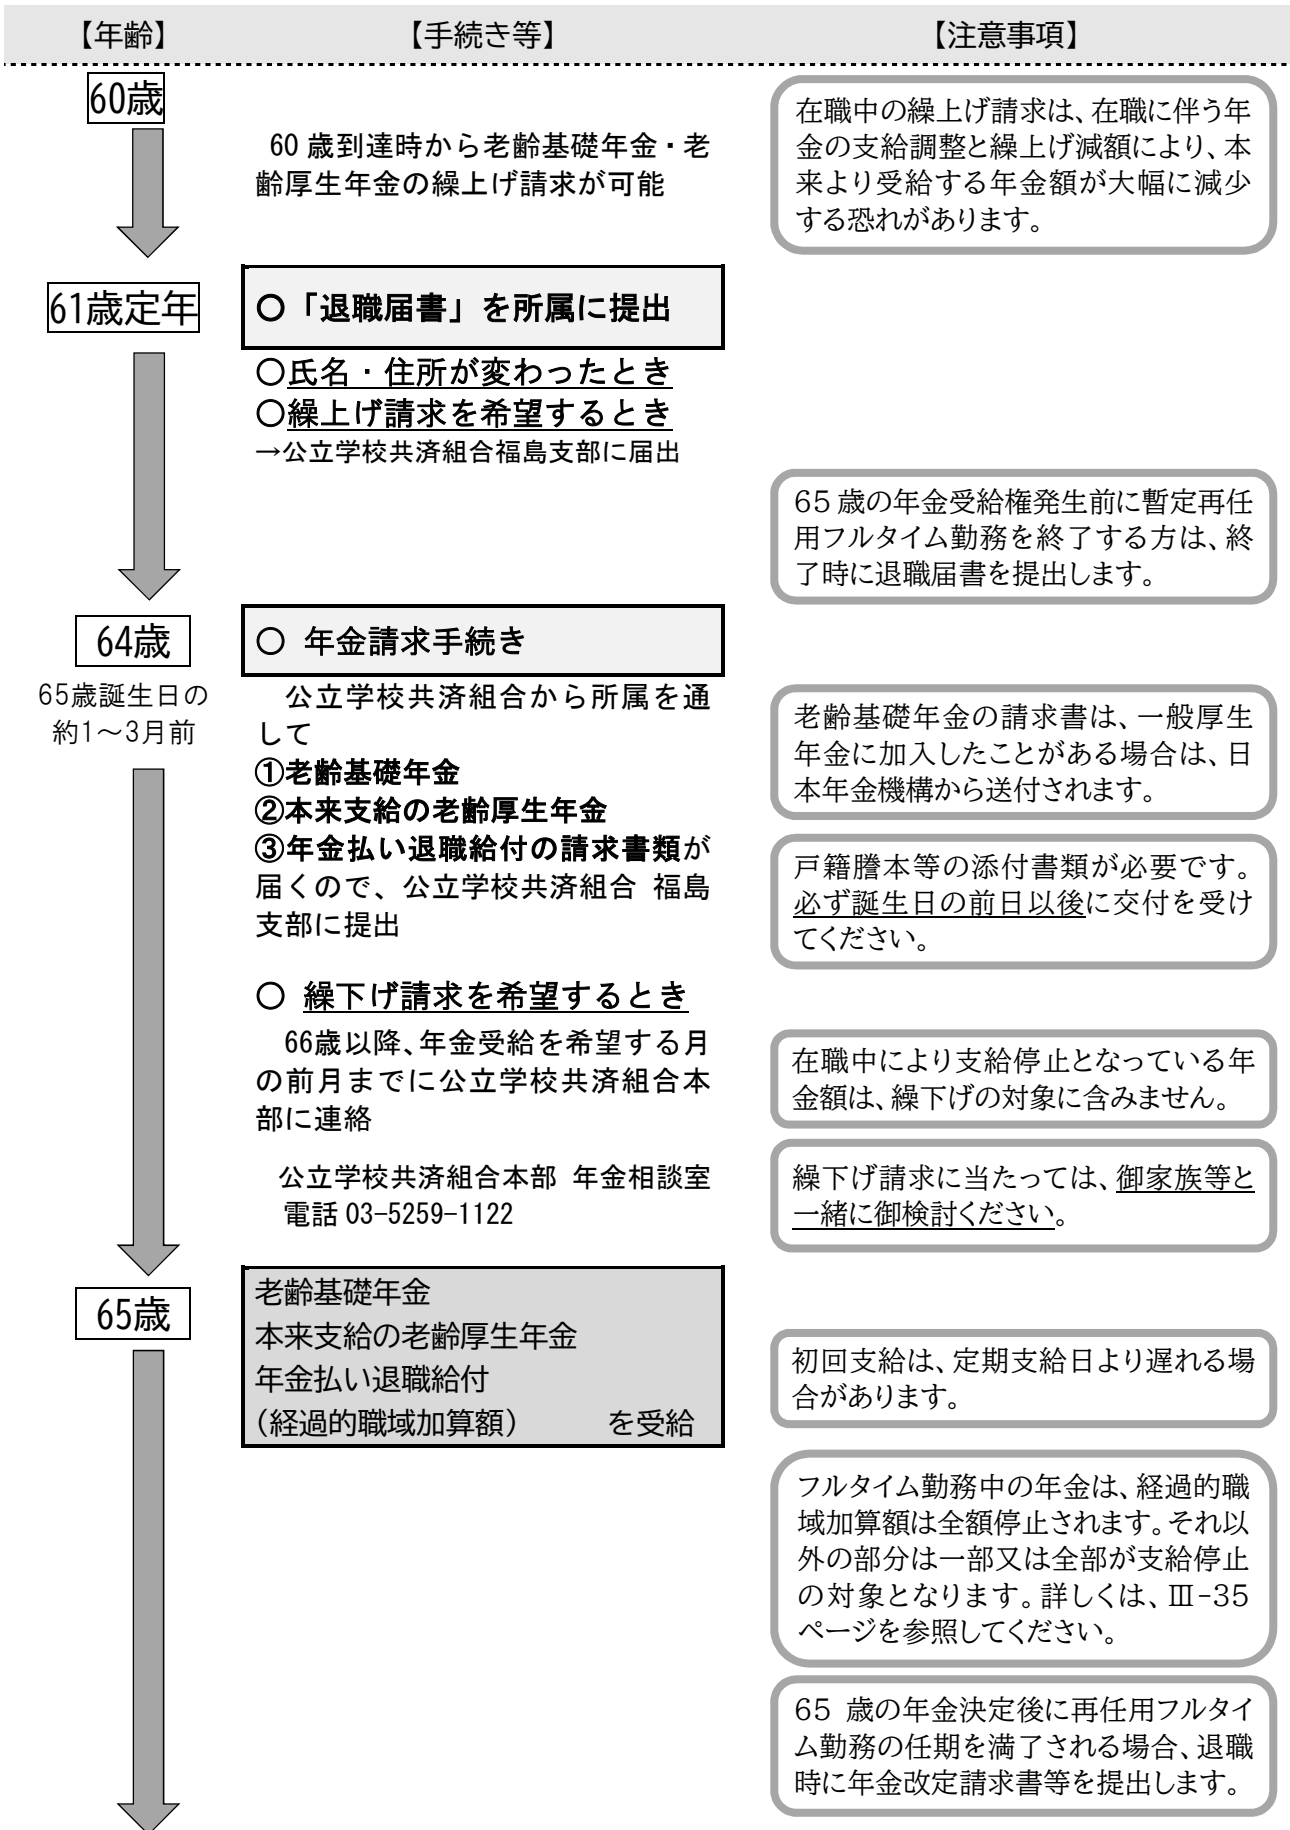 【年齢】
【手続き等】
【注意事項】
60歳
60 歳到達時から老齢基礎年金・老
齢厚生年金の繰上げ請求が可能
在職中の繰上げ請求は、在職に伴う年
金の支給調整と繰上げ減額により、本
来より受給する年金額が大幅に減少
する恐れがあります。
61歳定年
〇「退職届書」を所属に提出
〇氏名・住所が変わったとき
〇繰上げ請求を希望するとき
→公立学校共済組合福島支部に届出
65 歳の年金受給権発生前に暫定再任
用フルタイム勤務を終了する方は、終
了時に退職届書を提出します。
64歳
65歳誕生日の
約1～3月前
〇 年金請求手続き
公立学校共済組合から所属を通
して
①老齢基礎年金
②本来支給の老齢厚生年金
③年金払い退職給付の請求書類が
届くので、公立学校共済組合 福島
支部に提出
老齢基礎年金の請求書は、一般厚生
年金に加入したことがある場合は、日
本年金機構から送付されます。
戸籍謄本等の添付書類が必要です。
必ず誕生日の前日以後に交付を受け
てください。
〇 繰下げ請求を希望するとき
66歳以降、年金受給を希望する月
の前月までに公立学校共済組合本
部に連絡
公立学校共済組合本部 年金相談室
電話 03-5259-1122
在職中により支給停止となっている年
金額は、繰下げの対象に含みません。
繰下げ請求に当たっては、御家族等と
一緒に御検討ください。
65歳
老齢基礎年金
本来支給の老齢厚生年金
年金払い退職給付
（経過的職域加算額） を受給
初回支給は、定期支給日より遅れる場
合があります。
フルタイム勤務中の年金は、経過的職
域加算額は全額停止されます。それ以
外の部分は一部又は全部が支給停止
の対象となります。詳しくは、Ⅲ-35
ページを参照してください。
65 歳の年金決定後に再任用フルタイ
ム勤務の任期を満了される場合、退職
時に年金改定請求書等を提出します。